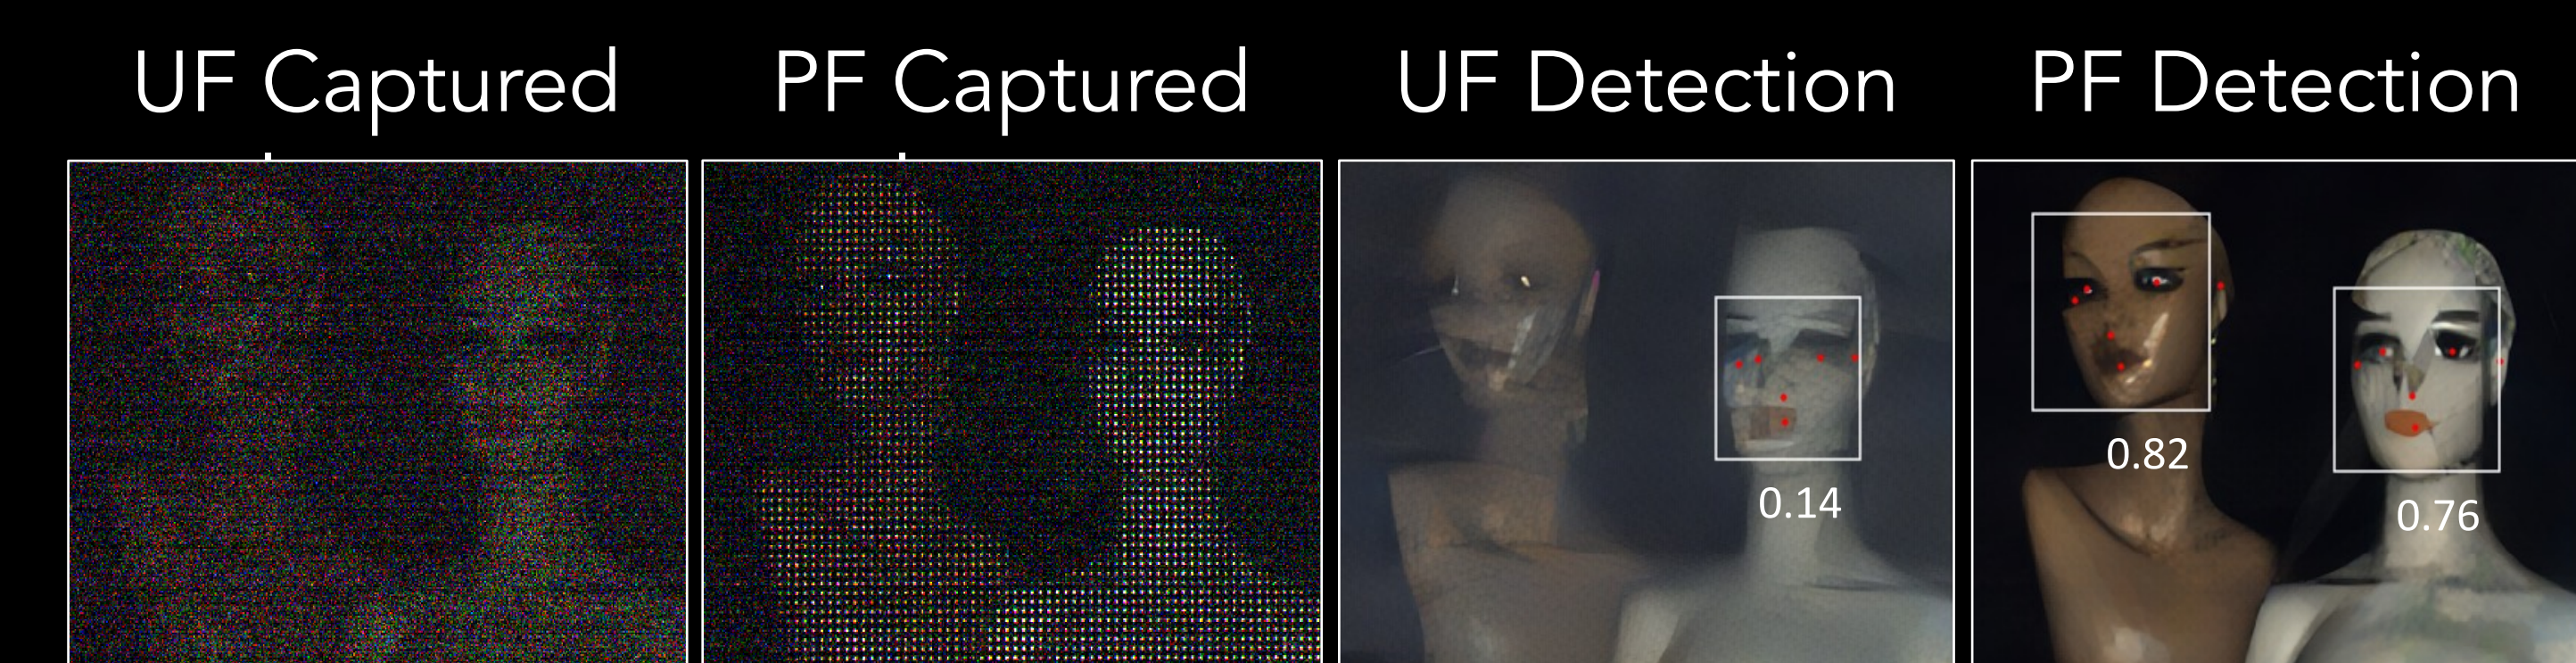 UF Captured
PF Captured
UF Detection
PF Detection
0.82
0.14
0.76